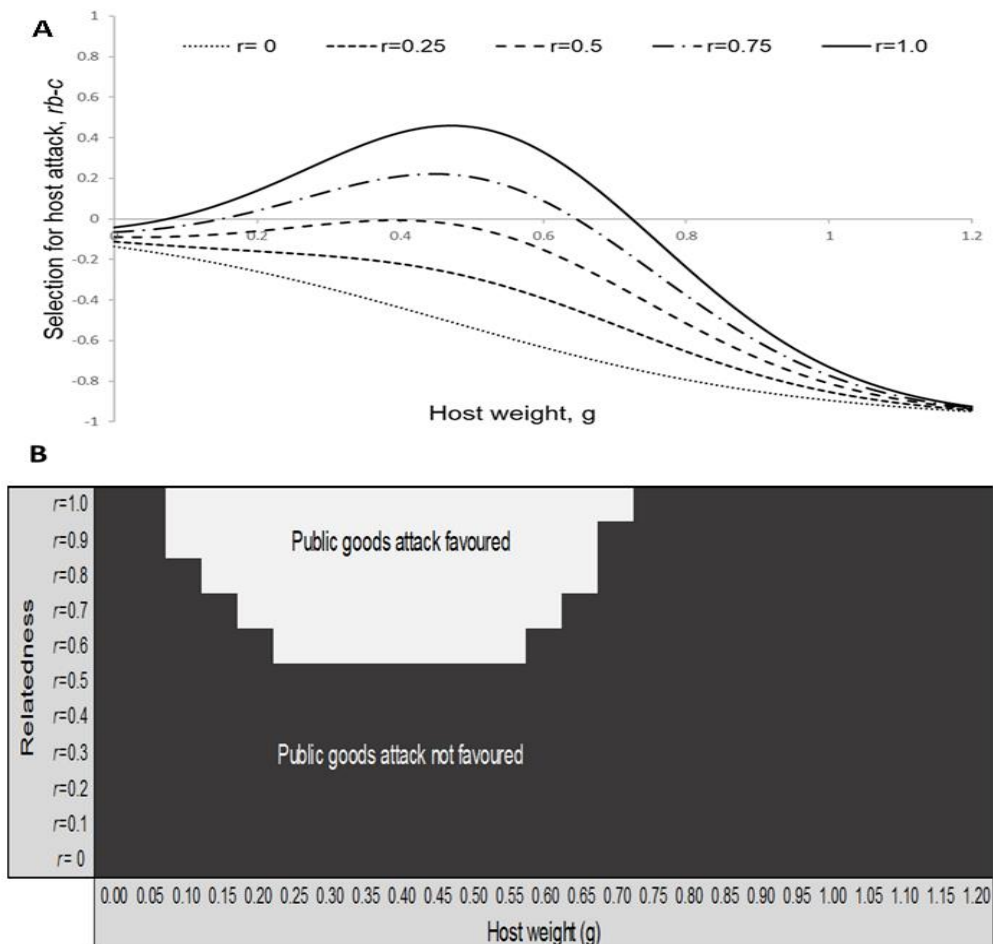 A
r= 0 r=0.25 r=0.5 r=0.75 r=1.0
Selection for host attack, rb-c
1
0.8
0.6
0.4
0.2
0
-0.2
-0.4
-0.6
-0.8
-1
0 0.2 0.4 0.6 0.8 1 1.2
Host weight, g
B
Relatedness
r=1.0
r=0.9
r=0.8
r=0.7
r=0.6
r=0.5
r=0.4
r=0.3
r=0.2
r=0.1
r= 0
Public goods attack favoured
Public goods attack not favoured
0.00 0.05 0.10 0.15 0.20 0.25 0.30 0.35 0.40 0.45 0.50 0.55 0.60 0.65 0.70 0.75 0.80 0.85 0.90 0.95 1.00 1.05 1.10 1.15 1.20
Host weight (g)